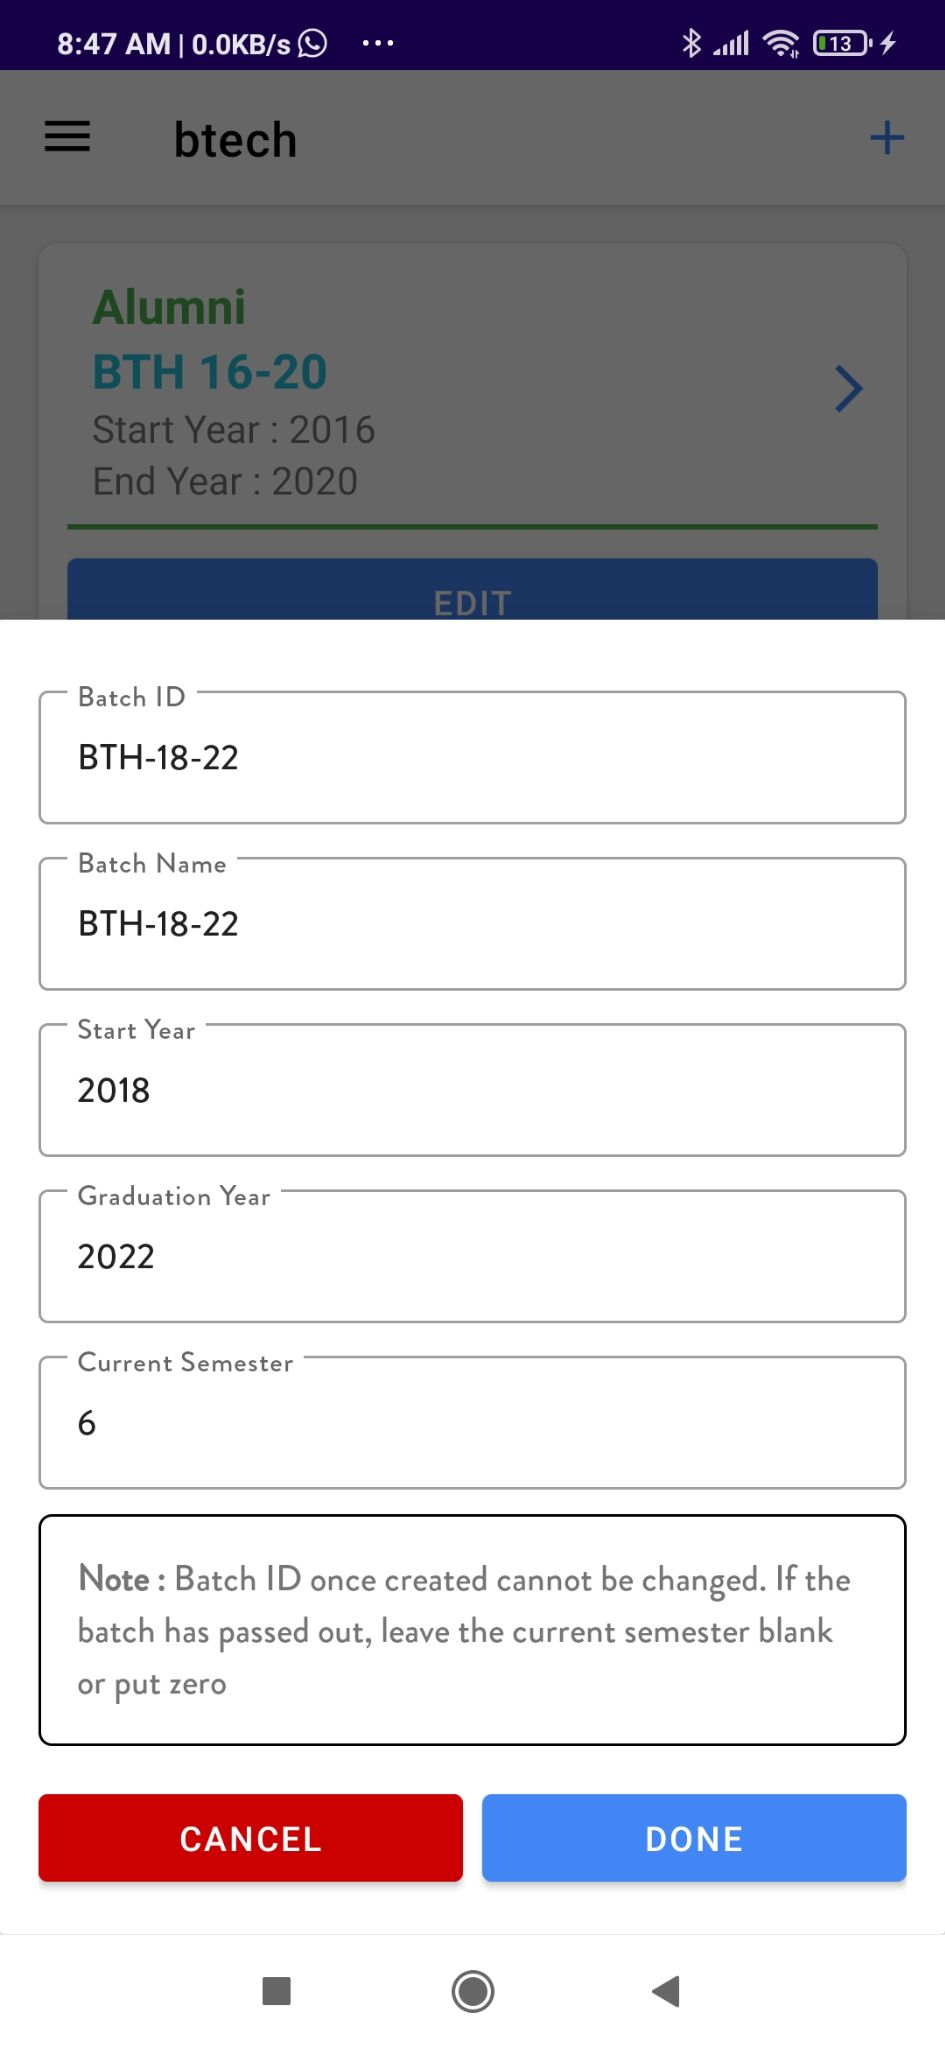 8:47 AM | 0.0KB/s ...
13
btech
Alumni
BTH 16-20
Start Year : 2016
End Year : 2020
EDIT
Batch ID
BTH-18-22
Batch Name
BTH-18-22
Start Year
2018
Graduation Year
2022
Current Semester
6
Note : Batch ID once created cannot be changed. If the
batch has passed out, leave the current semester blank
or put zero
CANCEL
DONE